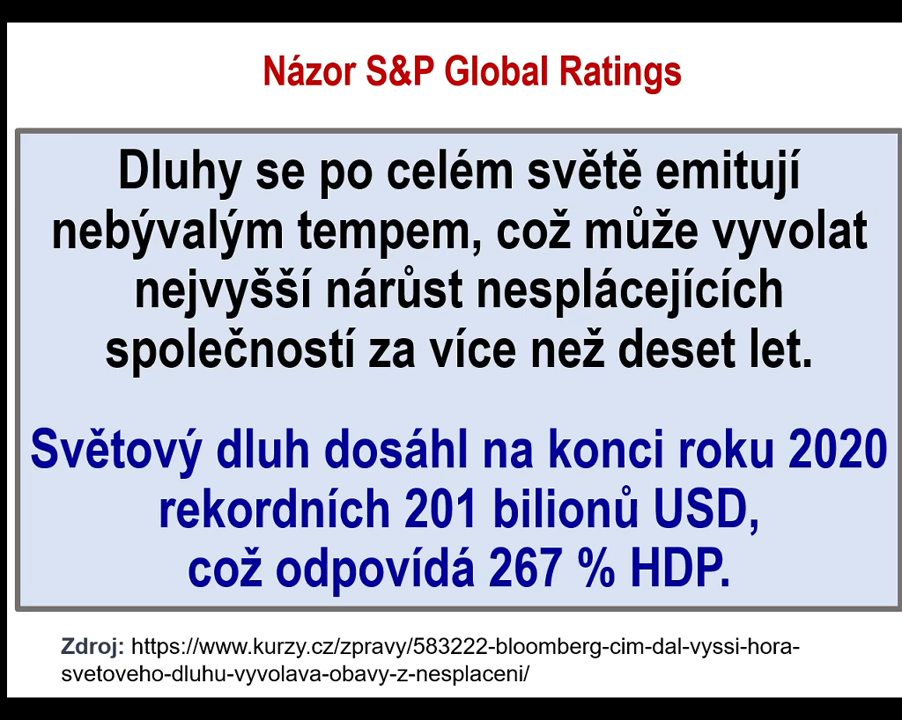 Názor S&P Global Ratings
Dluhy se po celém světě emitují
nebývalým tempem, což může vyvolat
nejvyšší nárůst nesplácejících
společností za více než deset let.
Světový dluh dosáhl na konci roku 2020
rekordních 201 bilionů USD,
což odpovídá 267 % HDP.
Zdroj: https://www.kurzy.cz/zpravy/583222-bloomberg-cim-dal-vyssi-hora-
svetoveho-dluhu-vyvolava-obavy-z-nesplaceni/